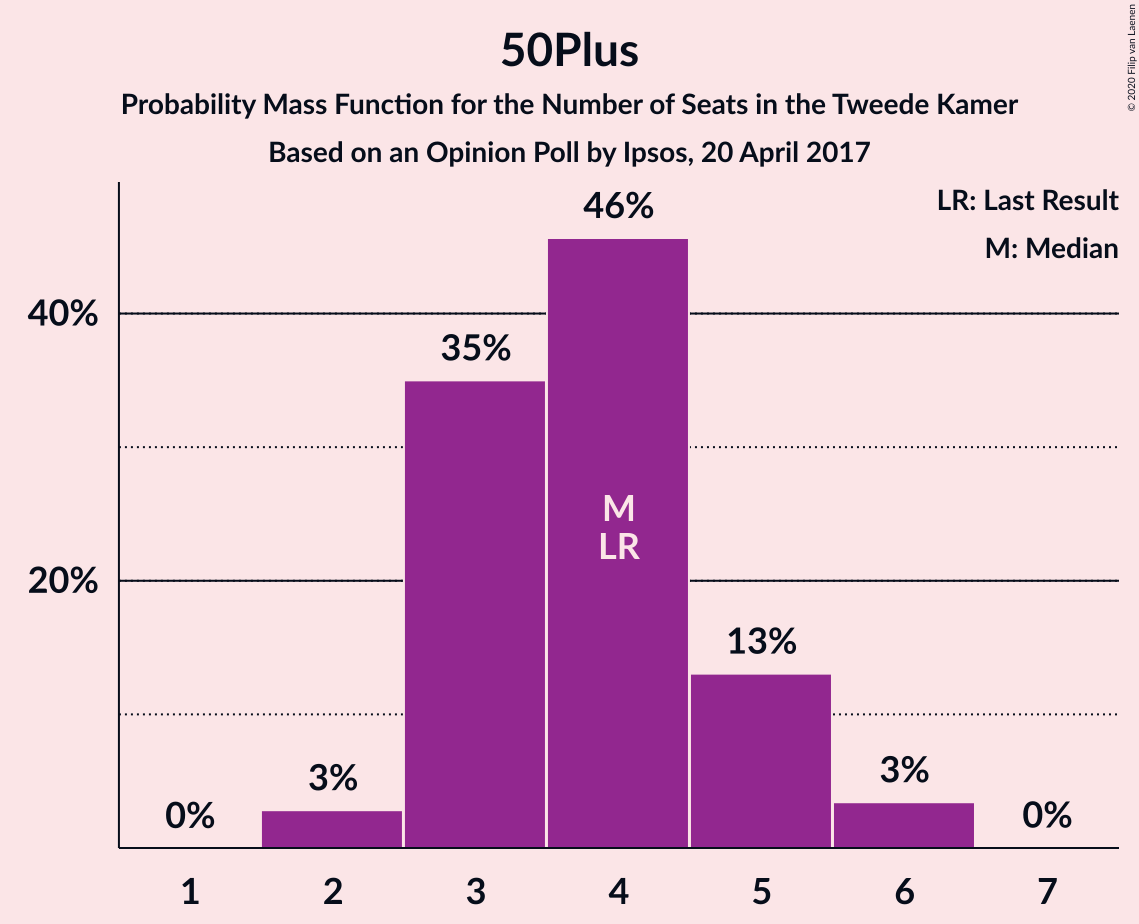 50Plus
Probability Mass Function for the Number of Seats in the Tweede Kamer
Based on an Opinion Poll by Ipsos, 20 April 2017
© 2020 Filip van Laenen
LR: Last Result
M: Median
40%
20%
0%
3%
35%
46%
M
LR
13%
3%
0%
1
2
3
4
5
6
7